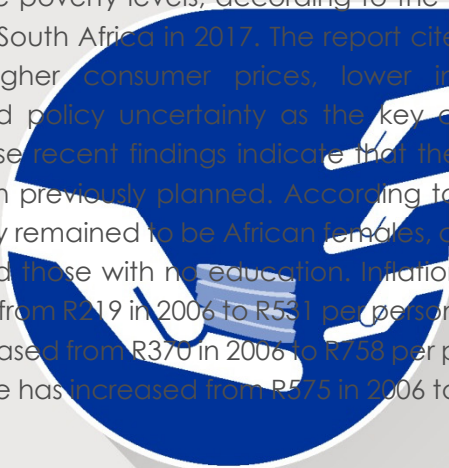 e poverty levels, according to the
South Africa in 2017. The report cite
gher consumer prices, lower in
d policy uncertainty as the key
se recent findings indicate that the
n previously planned. According to
y remained to be African females,
d those with no education. Inflation
from R219 in 2006 to R531 per person
ased from R370 in 2006 to R758 per p
e has increased from R575 in 2006 to